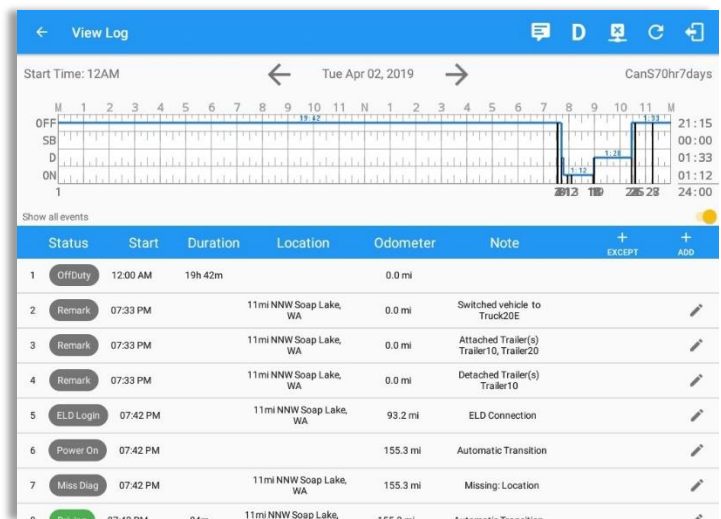 View Log
D
Start Time: 12AM
Tue Apr 02, 2019
CanS70hr7days
M 1 2 3 4 5 6 7 8 9 10 11 N 1 2 3 4 5 6 7 8 9 10 11 M
OFF 19:42 1:33 21:15
SB 00:00
D 1:28 01:33
ON 1:12 01:12
1 24:00
Show all events
Status Start Duration Location Odometer Note + EXCEPT + ADD
1 OffDuty 12:00 AM 19h 42m 0.0 mi
2 Remark 07:33 PM 11mi NNW Soap Lake, WA 0.0 mi Switched vehicle to Truck20E
3 Remark 07:33 PM 11mi NNW Soap Lake, WA 0.0 mi Attached Trailer(s) Trailer10, Trailer20
4 Remark 07:33 PM 11mi NNW Soap Lake, WA 0.0 mi Detached Trailer(s) Trailer10
5 ELD Login 07:42 PM 11mi NNW Soap Lake, WA 93.2 mi ELD Connection
6 Power On 07:42 PM 155.3 mi Automatic Transition
7 Miss Diag 07:42 PM 11mi NNW Soap Lake, WA 155.3 mi Missing: Location
11mi NNW Soap Lake,